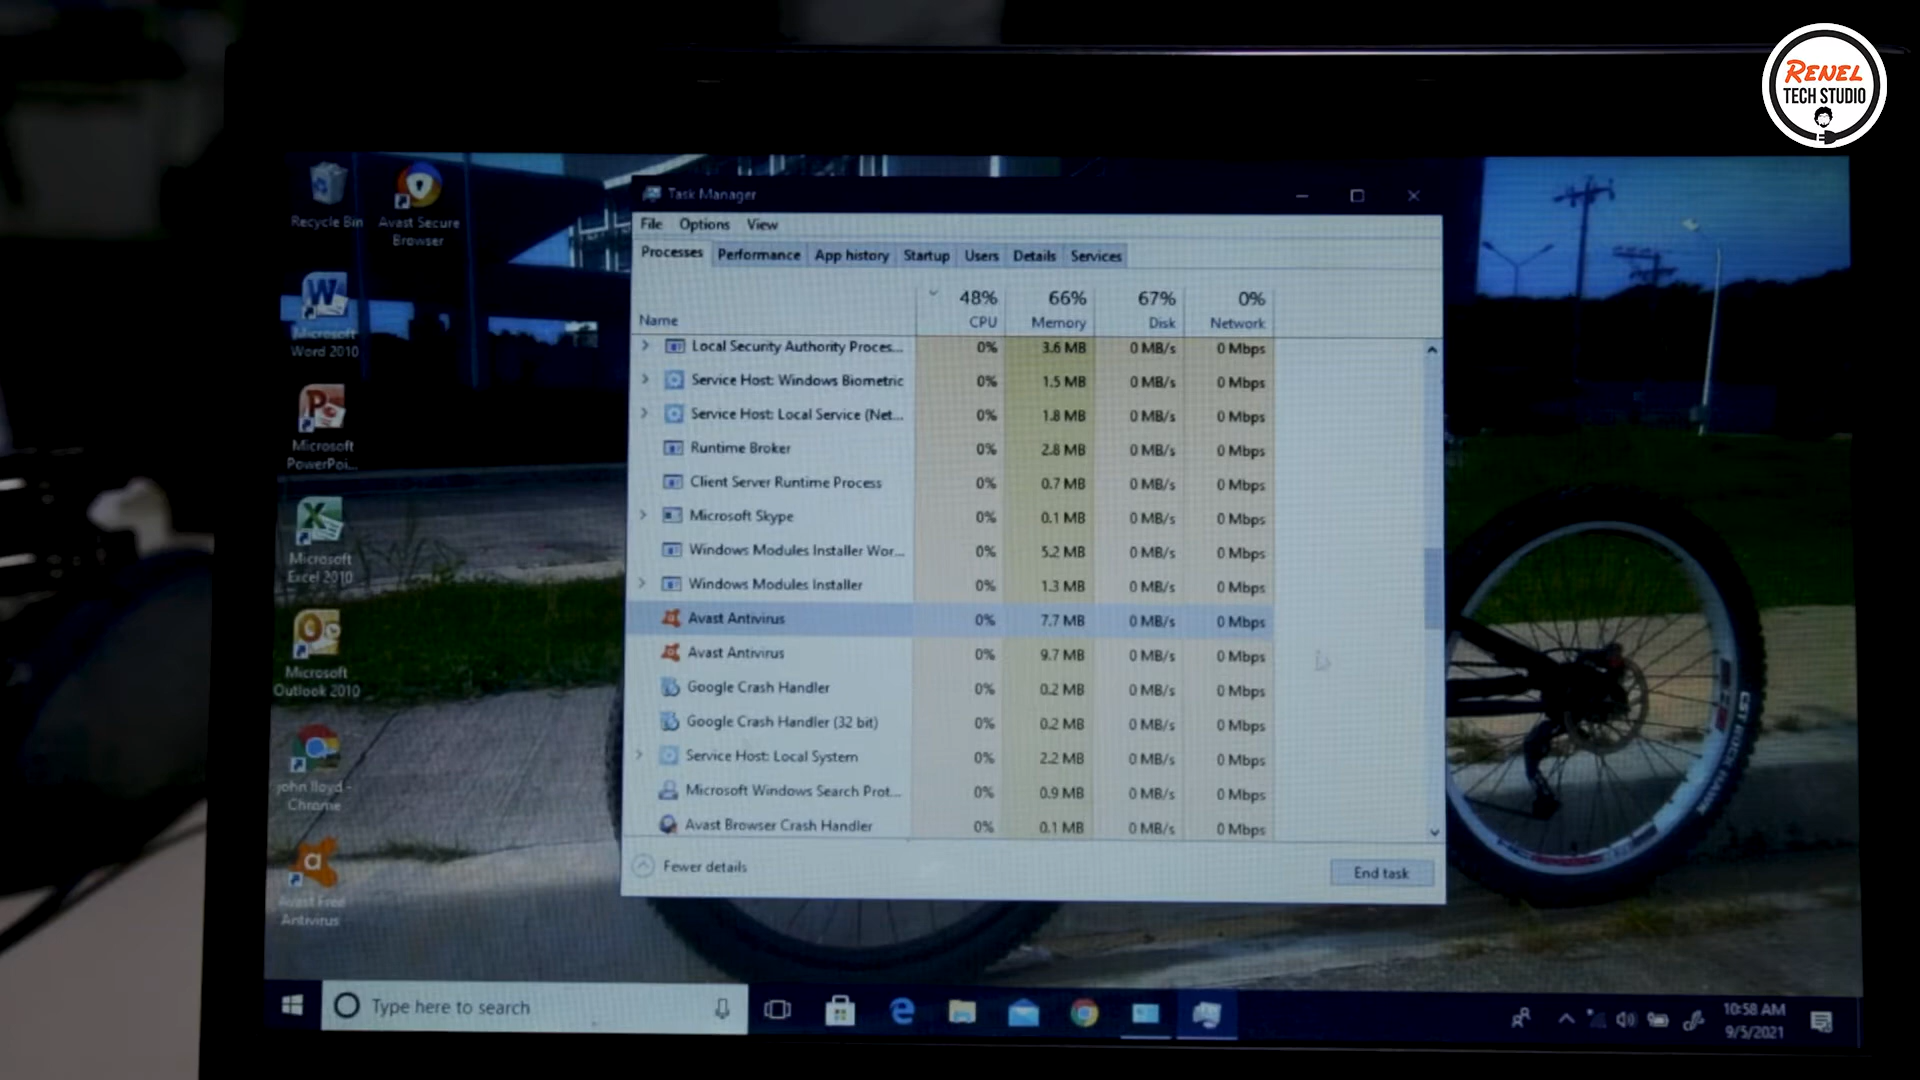 RENEL
TECH STUDIO
Recycle Bin
Avast Secure
Browser
Microsoft
Word 2010
Microsoft
PowerPoi...
Microsoft
Excel 2010
Microsoft
Outlook 2010
john lloyd -
Chrome
Avast Free
Antivirus
Task Manager
File Options View
Processes Performance App history Startup Users Details Services
48% 66% 67% 0%
Name CPU Memory Disk Network
Local Security Authority Proces... 0% 3.6 MB 0 MB/s 0 Mbps
Service Host: Windows Biometric 0% 1.5 MB 0 MB/s 0 Mbps
Service Host: Local Service (Net... 0% 1.8 MB 0 MB/s 0 Mbps
Runtime Broker 0% 2.8 MB 0 MB/s 0 Mbps
Client Server Runtime Process 0% 0.7 MB 0 MB/s 0 Mbps
Microsoft Skype 0% 0.1 MB 0 MB/s 0 Mbps
Windows Modules Installer Wor... 0% 5.2 MB 0 MB/s 0 Mbps
Windows Modules Installer 0% 1.3 MB 0 MB/s 0 Mbps
Avast Antivirus 0% 7.7 MB 0 MB/s 0 Mbps
Avast Antivirus 0% 9.7 MB 0 MB/s 0 Mbps
Google Crash Handler 0% 0.2 MB 0 MB/s 0 Mbps
Google Crash Handler (32 bit) 0% 0.2 MB 0 MB/s 0 Mbps
Service Host: Local System 0% 2.2 MB 0 MB/s 0 Mbps
Microsoft Windows Search Prot... 0% 0.9 MB 0 MB/s 0 Mbps
Avast Browser Crash Handler 0% 0.1 MB 0 MB/s 0 Mbps
Fewer details
End task
Type here to search
10:58 AM
9/5/2021